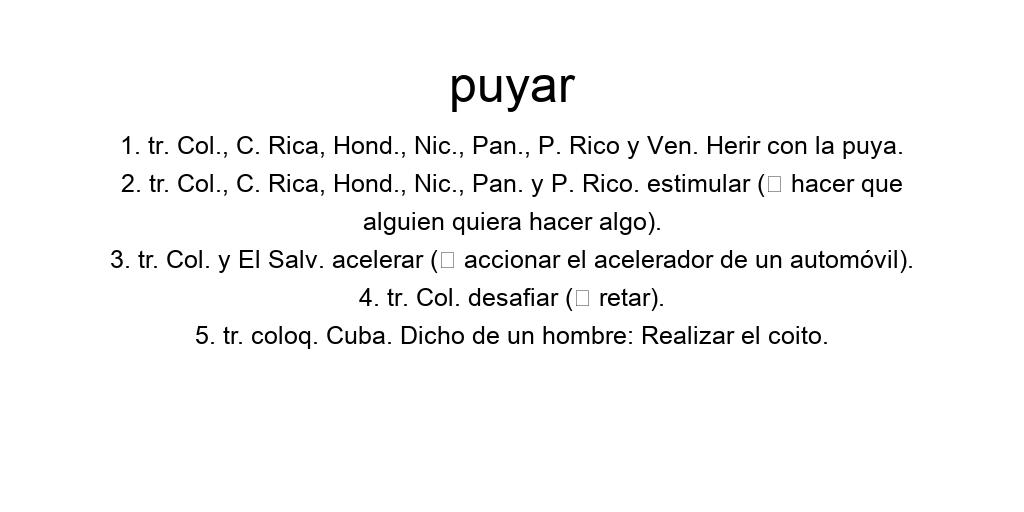 puyar
1. tr. Col., C. Rica, Hond., Nic., Pan., P. Rico y Ven. Herir con la puya.
2. tr. Col., C. Rica, Hond., Nic., Pan. y P. Rico. estimular (□ hacer que
alguien quiera hacer algo).
3. tr. Col. y El Salv. acelerar (□ accionar el acelerador de un automóvil).
4. tr. Col. desafiar (□ retar).
5. tr. coloq. Cuba. Dicho de un hombre: Realizar el coito.